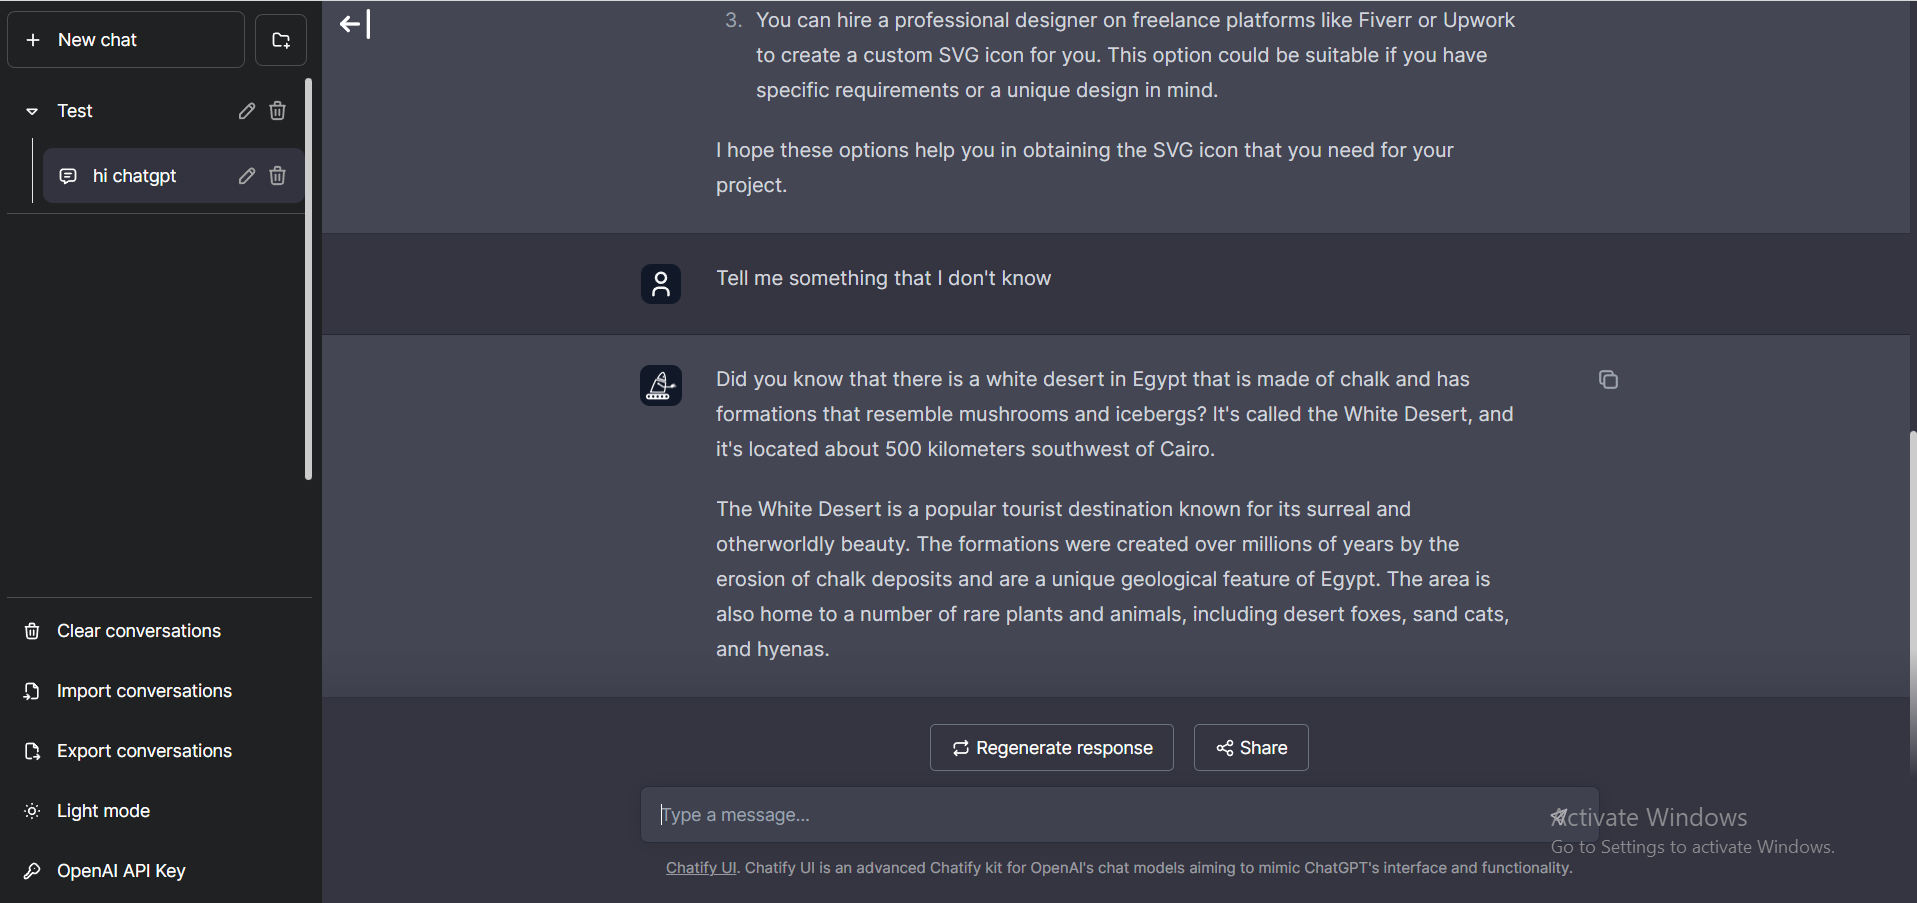 New chat
Test
hi chatgpt
Clear conversations
Import conversations
Export conversations
Light mode
OpenAI API Key
3. You can hire a professional designer on freelance platforms like Fiverr or Upwork
to create a custom SVG icon for you. This option could be suitable if you have
specific requirements or a unique design in mind.
I hope these options help you in obtaining the SVG icon that you need for your
project.
Tell me something that I don't know
Did you know that there is a white desert in Egypt that is made of chalk and has
formations that resemble mushrooms and icebergs? It's called the White Desert, and
it's located about 500 kilometers southwest of Cairo.
The White Desert is a popular tourist destination known for its surreal and
otherworldly beauty. The formations were created over millions of years by the
erosion of chalk deposits and are a unique geological feature of Egypt. The area is
also home to a number of rare plants and animals, including desert foxes, sand cats,
and hyenas.
Regenerate response
Share
Type a message...
Activate Windows
Go to Settings to activate Windows.
Chatify UI. Chatify UI is an advanced Chatify kit for OpenAI's chat models aiming to mimic ChatGPT's interface and functionality.